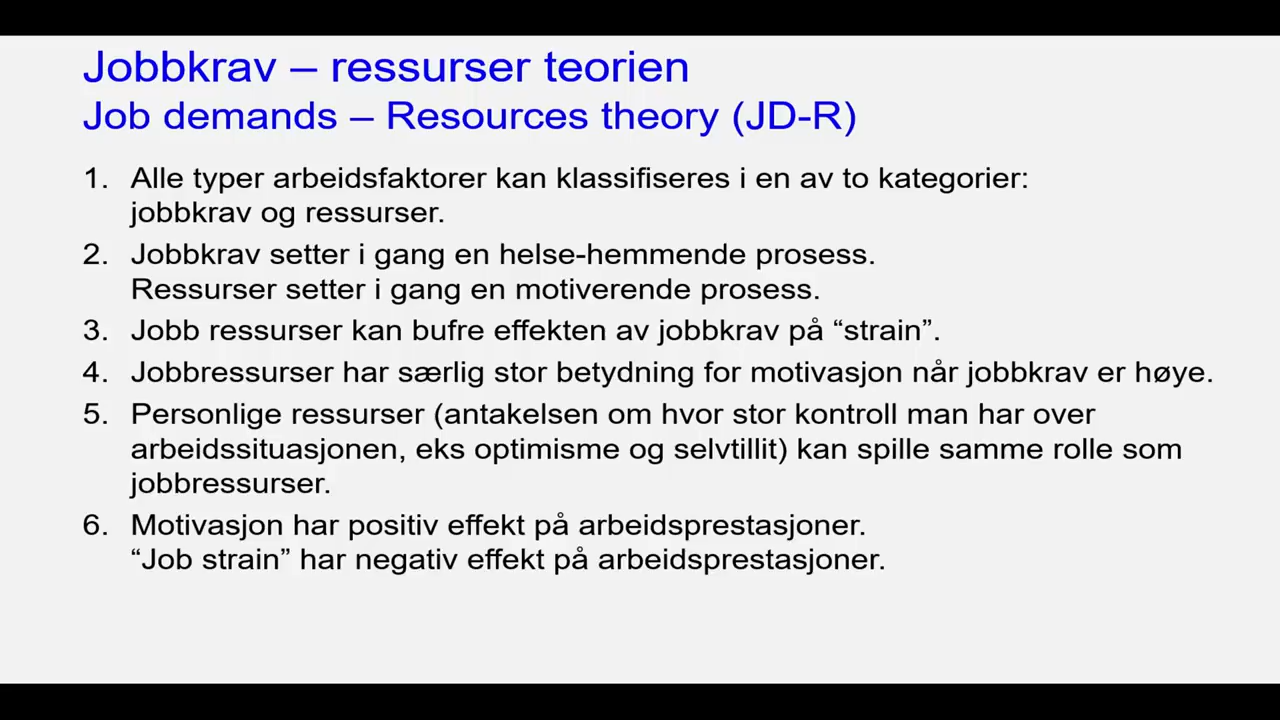 Jobbkrav – ressurser teorien
Job demands – Resources theory (JD-R)
1. Alle typer arbeidsfaktorer kan klassifiseres i en av to kategorier:
jobbkrav og ressurser.
2. Jobbkrav setter i gang en helse-hemmende prosess.
Ressurser setter i gang en motiverende prosess.
3. Jobb ressurser kan bufre effekten av jobbkrav på “strain”.
4. Jobbressurser har særlig stor betydning for motivasjon når jobbkrav er høye.
5. Personlige ressurser (antakelsen om hvor stor kontroll man har over
arbeidssituasjonen, eks optimisme og selvtillit) kan spille samme rolle som
jobbressurser.
6. Motivasjon har positiv effekt på arbeidsprestasjoner.
“Job strain” har negativ effekt på arbeidsprestasjoner.